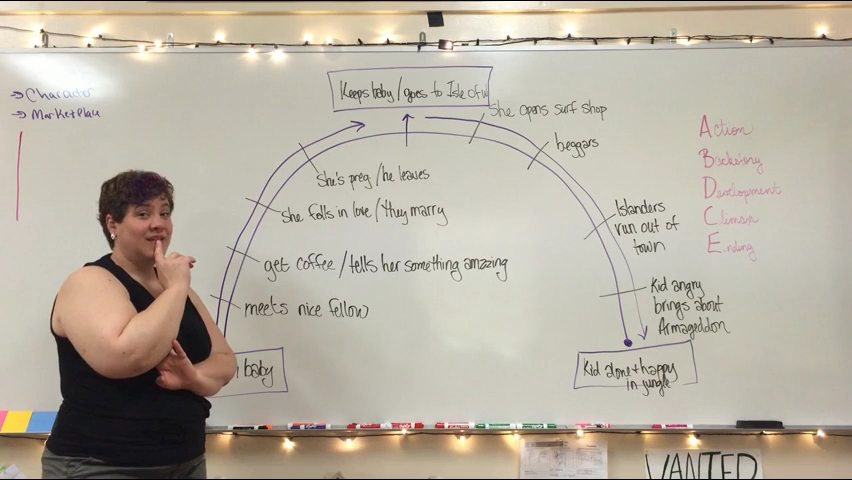 → Character
→ Marketplace
Keeps baby / goes to Isle of
She opens surf shop
beggars
She's preg / he leaves
She falls in love / they marry
get coffee / tells her something amazing
meets nice fellow
baby
Islanders
run out of
town
Kid angry
brings about
Armageddon
Kid alone + happy
in jungle
Action
Backstory
Development
Climax
Ending
WANTED